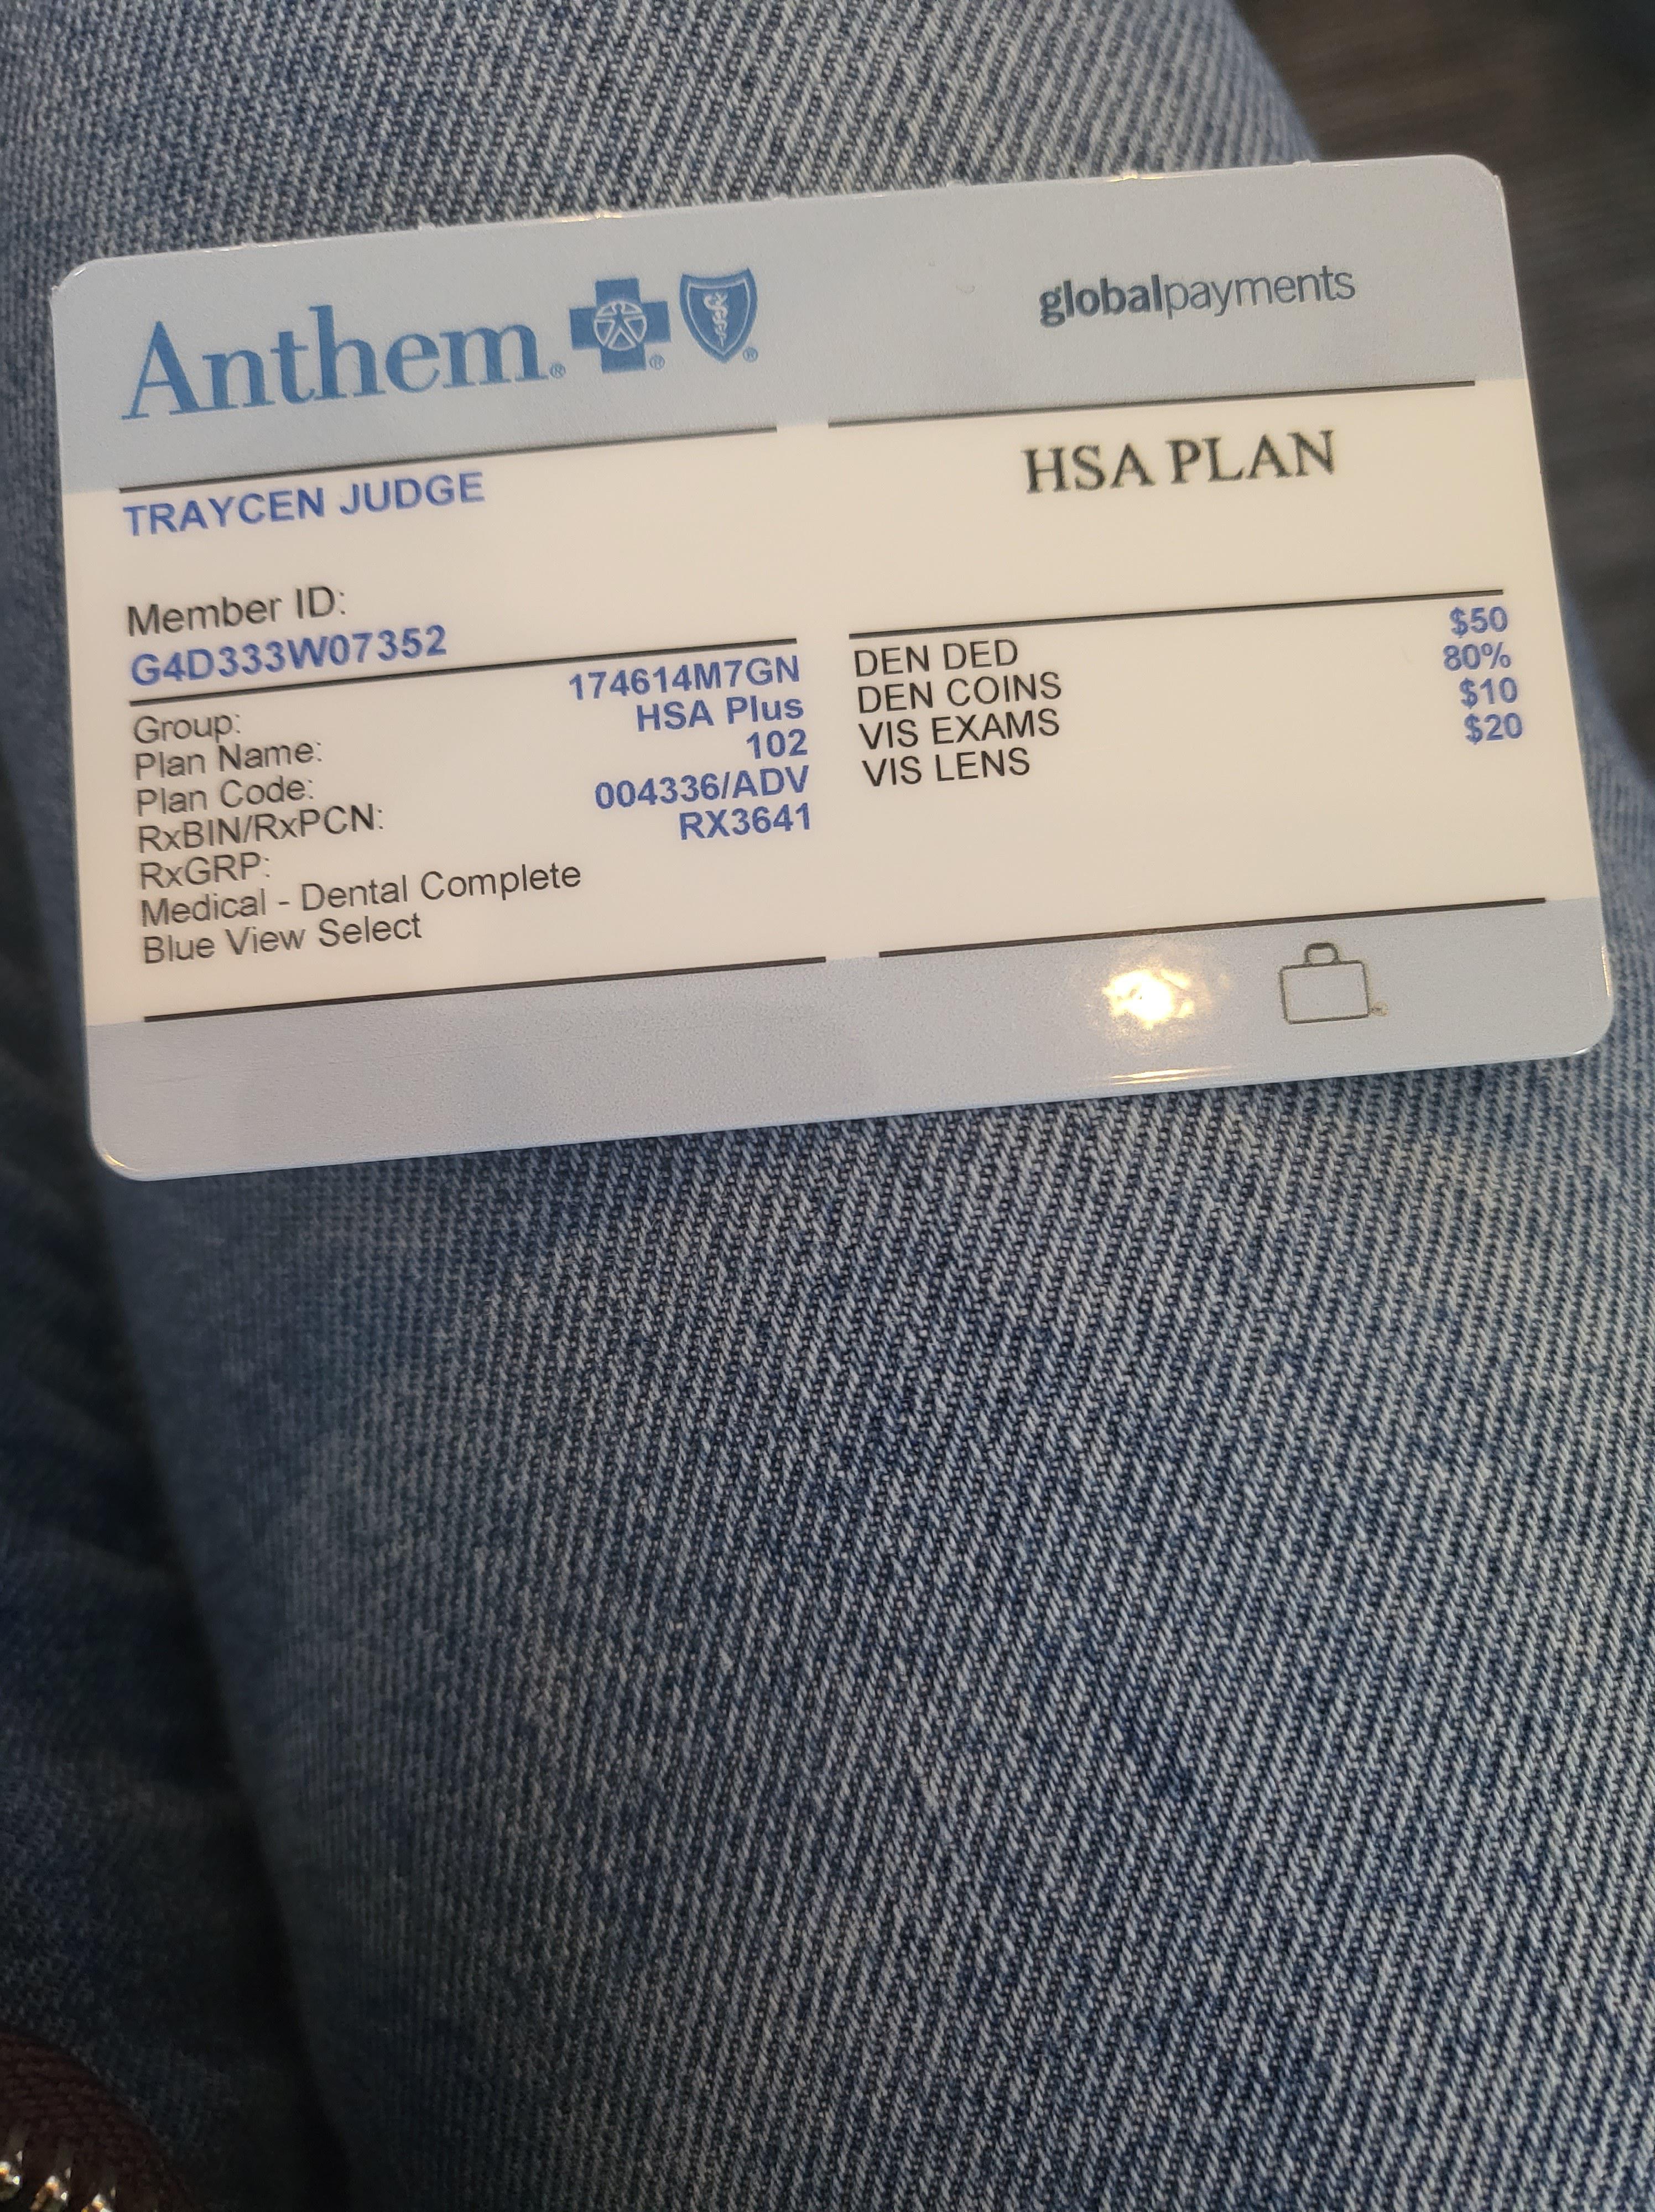 Anthem®
globalpayments
TRAYCEN JUDGE
HSA PLAN
Member ID:
G4D333W07352
Group: 174614M7GN
Plan Name: HSA Plus
Plan Code: 102
RxBIN/RxPCN: 004336/ADV
RxGRP: RX3641
Medical - Dental Complete
Blue View Select
DEN DED $50
DEN COINS 80%
VIS EXAMS $10
VIS LENS $20